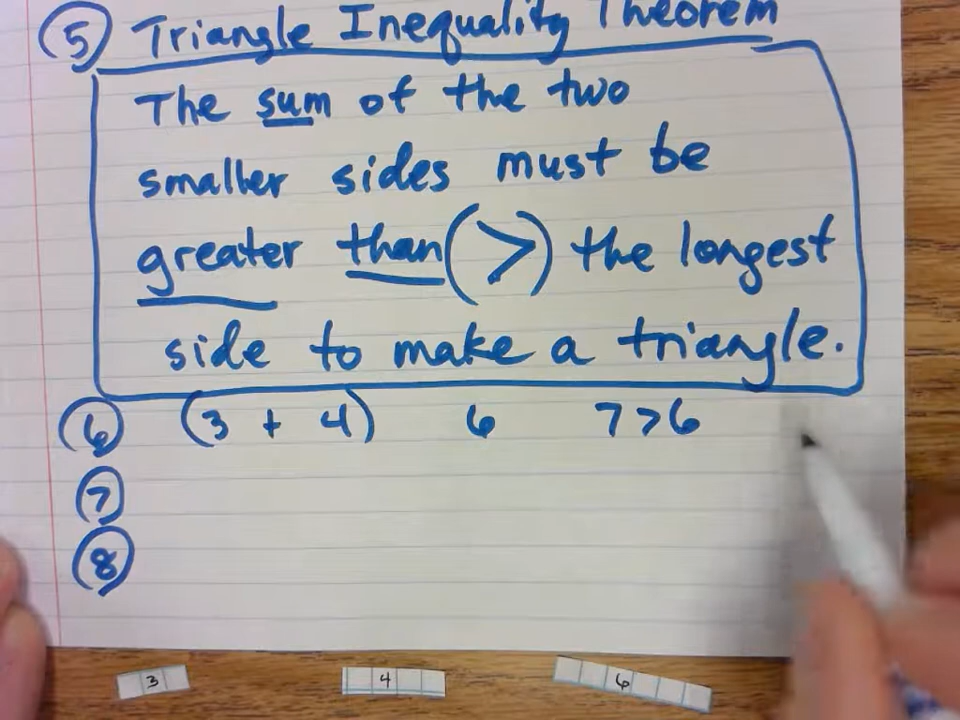 5 Triangle Inequality Theorem
The sum of the two
smaller sides must be
greater than (>) the longest
side to make a triangle.
6 (3 + 4) 6 7>6
7
8
3 4 6